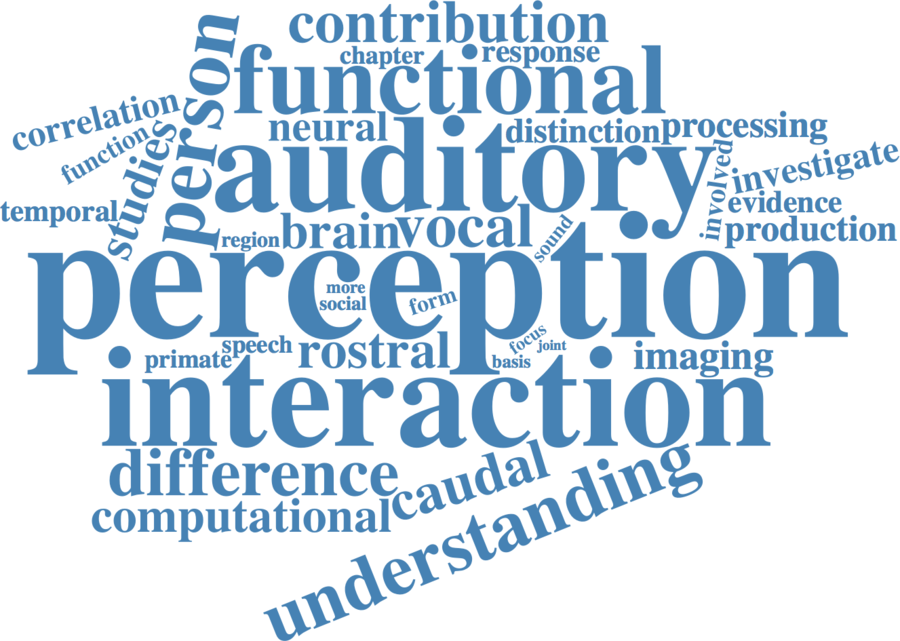 contribution
chapter response
person functional
correlation neural distinction processing
function studies auditory involved investigate
temporal evidence
region brain vocal sound production
perception
more
social form
primate speech rostral basis focus joint imaging
interaction
difference caudal
computational understanding